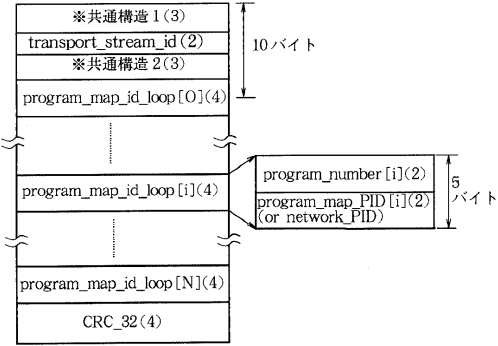 ※共通構造1(3)
transport_stream_id(2)
※共通構造2(3)
10バイト
program_map_id_loop[O](4)
program_map_id_loop[i](4)
program_number[i](2)
program_map_PID[i](2)
(or network_PID)
5
バイト
program_map_id_loop[N](4)
CRC_32(4)